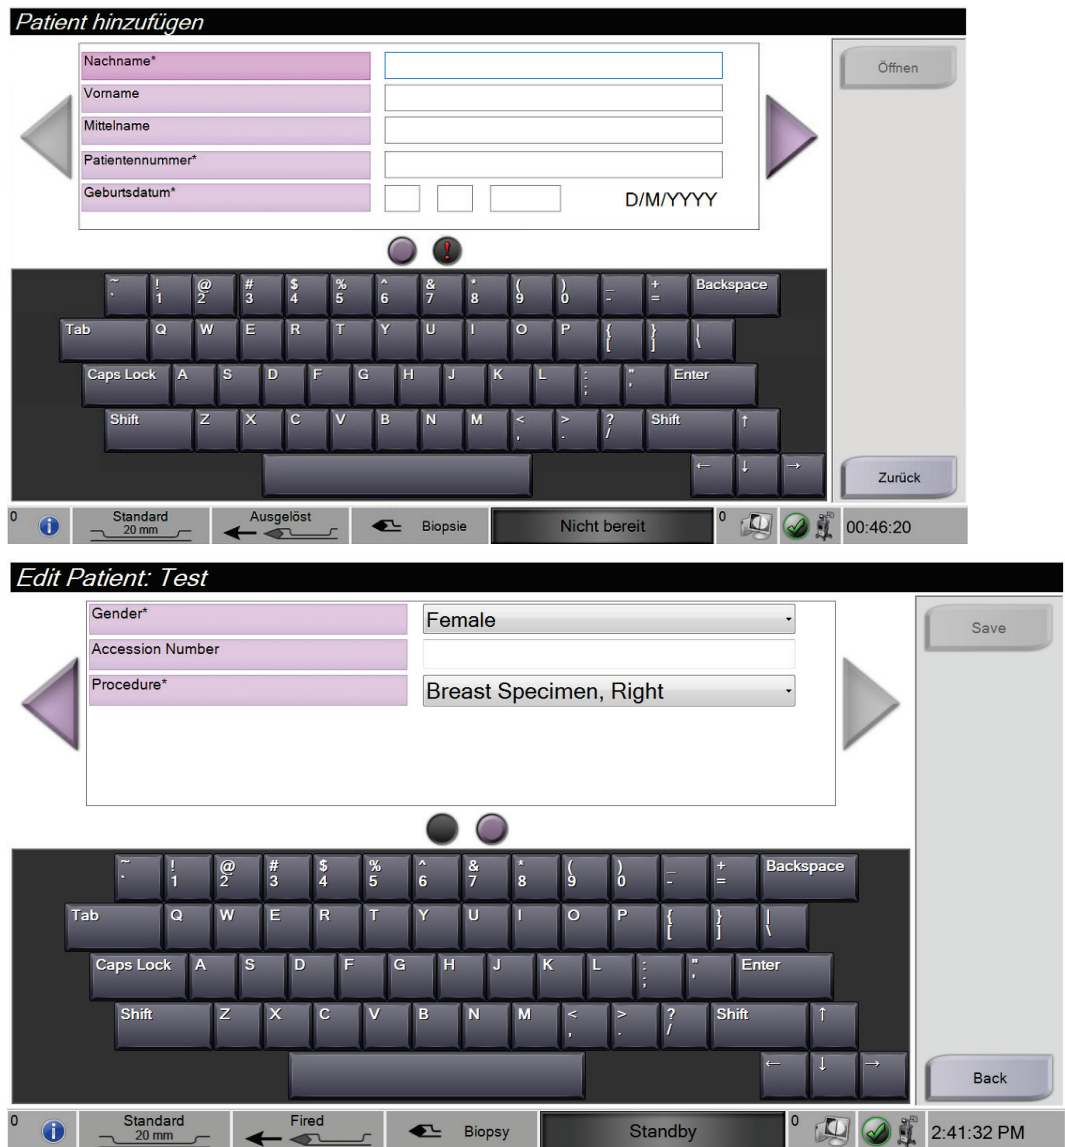 Patient hinzufügen
Nachname*
Öffnen
Vorname
Mittelname
Patientennummer*
Geburtsdatum* D/M/YYYY
!
~ ! @ # $ % ^ & * ( ) _ + Backspace
` 1 2 3 4 5 6 7 8 9 0 - =
Tab Q W E R T Y U I O P { } |
[ ] \
Caps Lock A S D F G H J K L : " Enter
; '
Shift Z X C V B N M < > ? Shift ↑
, . /
← ↓ →
Zurück
0 Standard Ausgelöst Biopsie Nicht bereit 0 00:46:20
20 mm
Edit Patient: Test
Gender* Female
Save
Accession Number
Procedure* Breast Specimen, Right
~ ! @ # $ % ^ & * ( ) _ + Backspace
` 1 2 3 4 5 6 7 8 9 0 - =
Tab Q W E R T Y U I O P { } |
[ ] \
Caps Lock A S D F G H J K L : " Enter
; '
Shift Z X C V B N M < > ? Shift ↑
, . /
← ↓ →
Back
0 Standard Fired Biopsy Standby 0 2:41:32 PM
20 mm